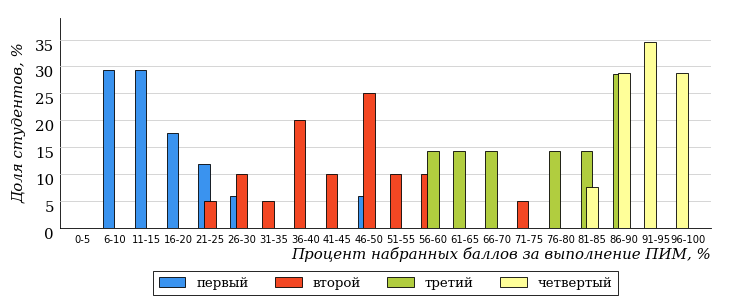 Доля студентов, %
35
30
25
20
15
10
5
0
0-5 6-10 11-15 16-20 21-25 26-30 31-35 36-40 41-45 46-50 51-55 56-60 61-65 66-70 71-75 76-80 81-85 86-90 91-95 96-100
Процент набранных баллов за выполнение ПИМ, %
первый второй третий четвертый